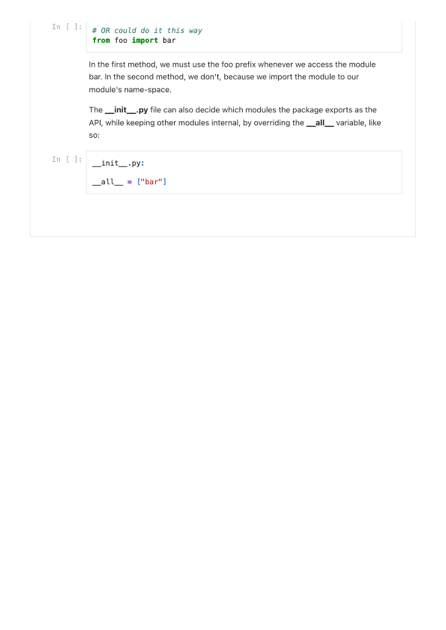 In [ ]:
# OR could do it this way
from foo import bar
In the first method, we must use the foo prefix whenever we access the module
bar. In the second method, we don't, because we import the module to our
module's name-space.
The __init__.py file can also decide which modules the package exports as the
API, while keeping other modules internal, by overriding the __all__ variable, like
so:
In [ ]:
__init__.py:
__all__ = ["bar"]